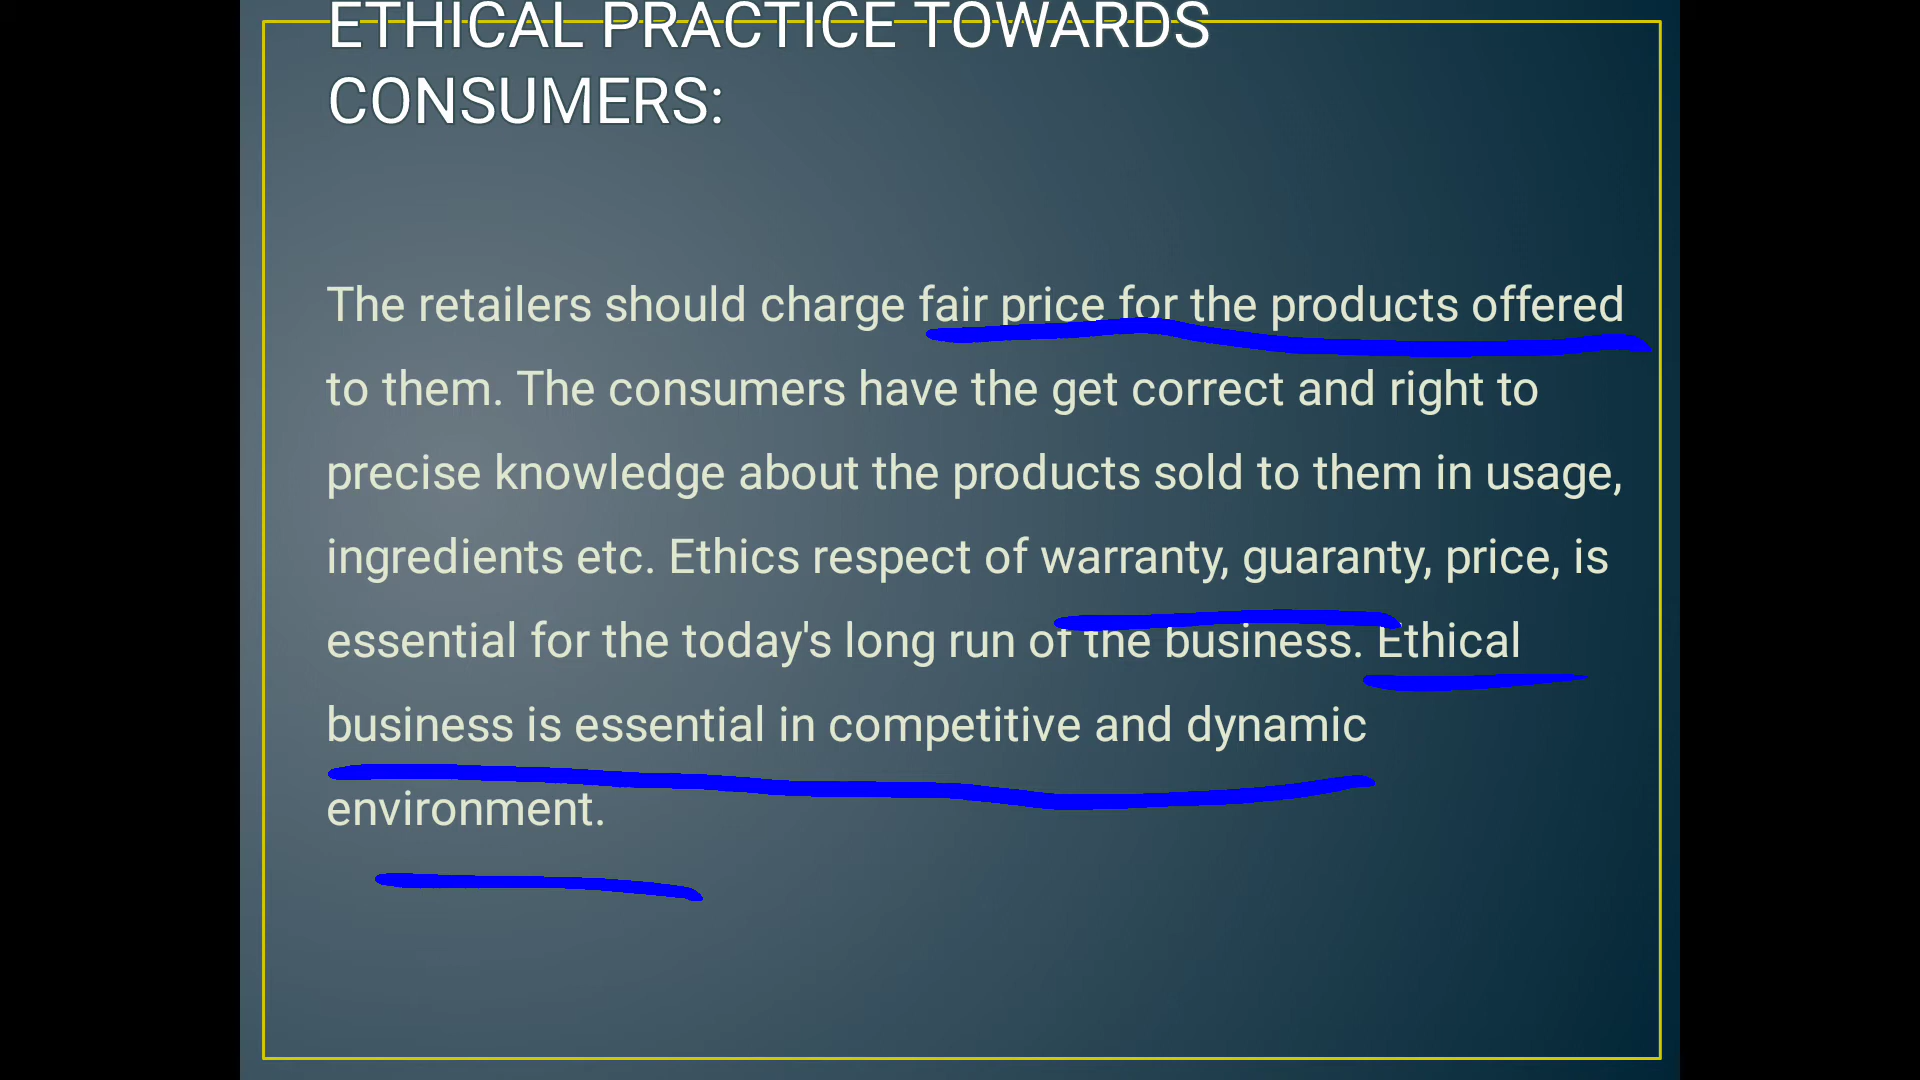 ETHICAL PRACTICE TOWARDS
CONSUMERS:
The retailers should charge fair price for the products offered
to them. The consumers have the get correct and right to
precise knowledge about the products sold to them in usage,
ingredients etc. Ethics respect of warranty, guaranty, price, is
essential for the today's long run of the business. Ethical
business is essential in competitive and dynamic
environment.